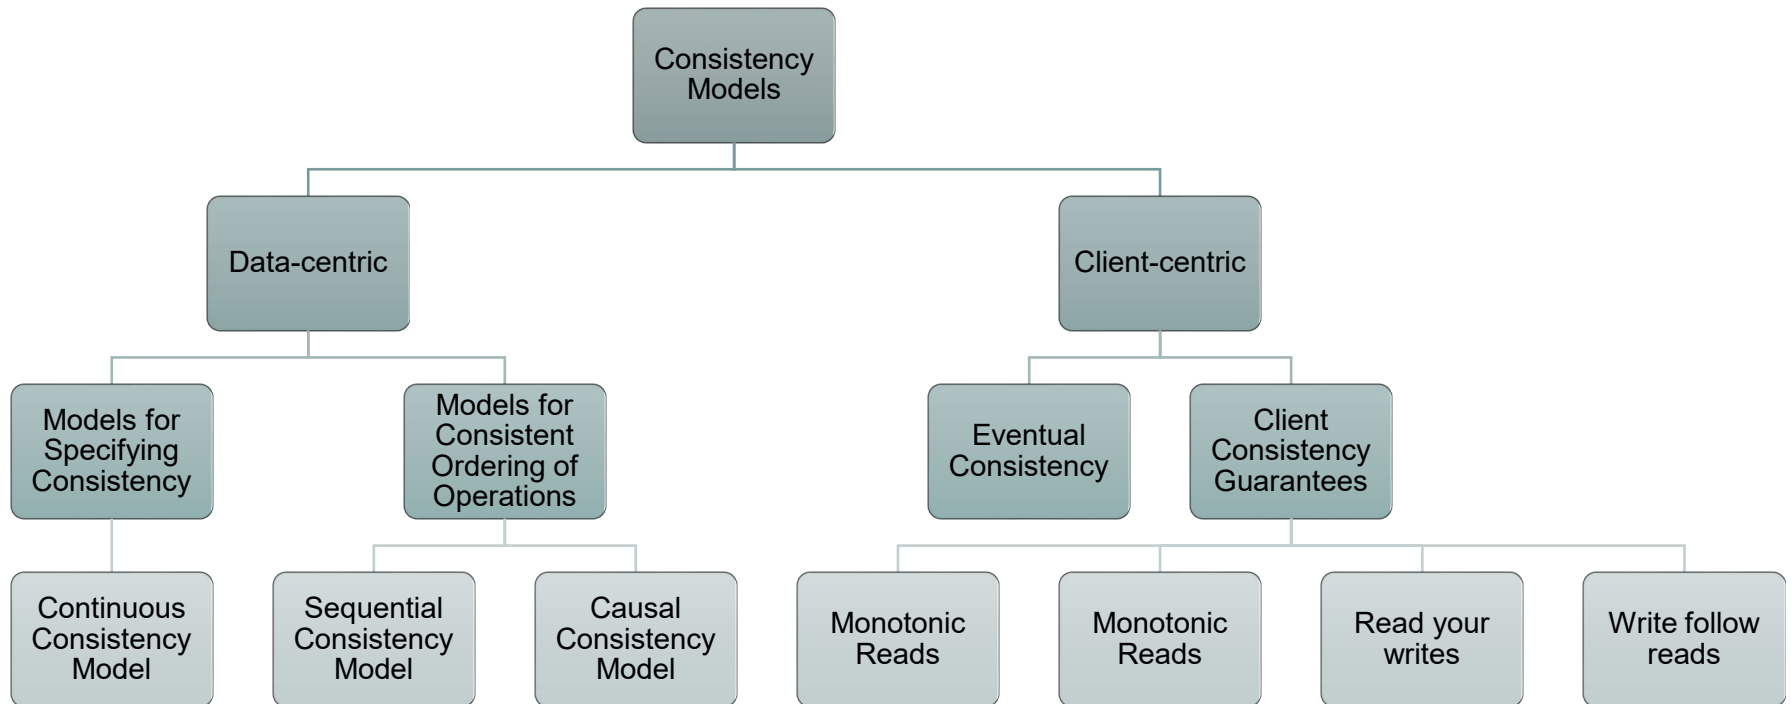 Consistency
Models
Data-centric
Client-centric
Models for
Specifying
Consistency
Models for
Consistent
Ordering of
Operations
Eventual
Consistency
Client
Consistency
Guarantees
Continuous
Consistency
Model
Sequential
Consistency
Model
Causal
Consistency
Model
Monotonic
Reads
Monotonic
Reads
Read your
writes
Write follow
reads